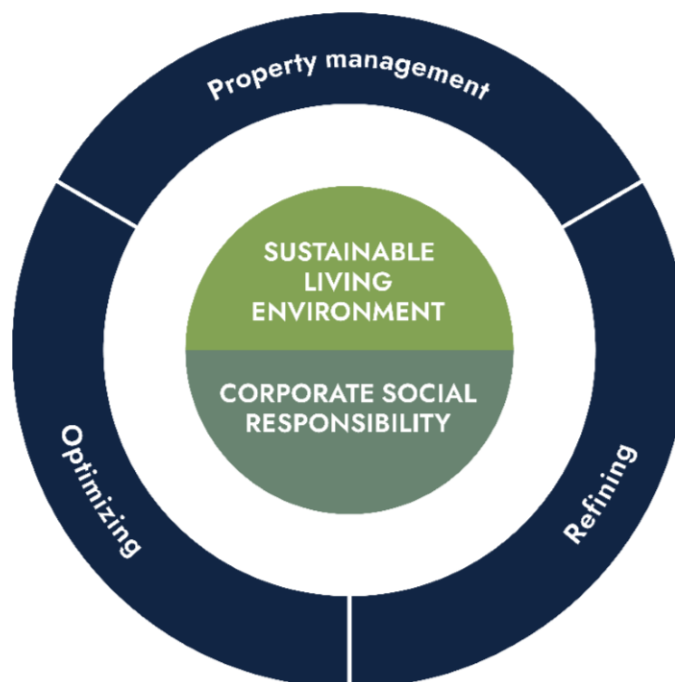 Property management
SUSTAINABLE
LIVING
ENVIRONMENT
CORPORATE SOCIAL
RESPONSIBILITY
Optimizing
Refining